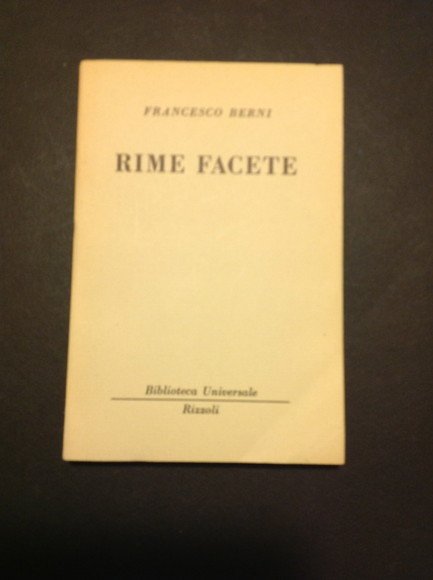 FRANCESCO BERNI
RIME FACETE
Biblioteca Universale
Rizzoli